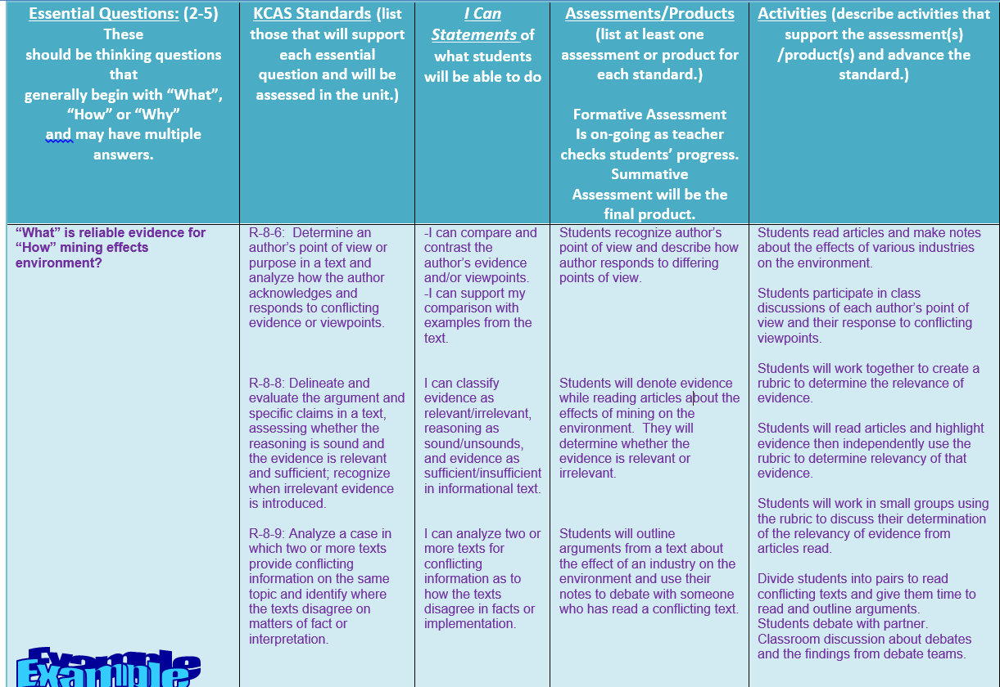 Essential Questions: (2-5)
These
should be thinking questions
that
generally begin with “What”,
“How” or “Why”
and may have multiple
answers.
KCAS Standards (list
those that will support
each essential
question and will be
assessed in the unit.)
I Can
Statements of
what students
will be able to do
Assessments/Products
(list at least one
assessment or product for
each standard.)
Formative Assessment
Is on-going as teacher
checks students’ progress.
Summative
Assessment will be the
final product.
Activities (describe activities that
support the assessment(s)
/product(s) and advance the
standard.)
“What” is reliable evidence for
“How” mining effects
environment?
R-8-6:  Determine an
author’s point of view or
purpose in a text and
analyze how the author
acknowledges and
responds to conflicting
evidence or viewpoints.
R-8-8: Delineate and
evaluate the argument and
specific claims in a text,
assessing whether the
reasoning is sound and
the evidence is relevant
and sufficient; recognize
when irrelevant evidence
is introduced.
R-8-9: Analyze a case in
which two or more texts
provide conflicting
information on the same
topic and identify where
the texts disagree on
matters of fact or
interpretation.
-I can compare and
contrast the
author’s evidence
and/or viewpoints.
-I can support my
comparison with
examples from the
text.
I can classify
evidence as
relevant/irrelevant,
reasoning as
sound/unsounds,
and evidence as
sufficient/insufficient
in informational text.
I can analyze two or
more texts for
conflicting
information as to
how the texts
disagree in facts or
implementation.
Students recognize author’s
point of view and describe how
author responds to differing
points of view.
Students will denote evidence
while reading articles about the
effects of mining on the
environment.  They will
determine whether the
evidence is relevant or
irrelevant.
Students will outline
arguments from a text about
the effect of an industry on the
environment and use their
notes to debate with someone
who has read a conflicting text.
Students read articles and make notes
about the effects of various industries
on the environment.
Students participate in class
discussions of each author’s point of
view and their response to conflicting
viewpoints.
Students will work together to create a
rubric to determine the relevance of
evidence.
Students will read articles and highlight
evidence then independently use the
rubric to determine relevancy of that
evidence.
Students will work in small groups using
the rubric to discuss their determination
of the relevancy of evidence from
articles read.
Divide students into pairs to read
conflicting texts and give them time to
read and outline arguments.
Students debate with partner.
Classroom discussion about debates
and the findings from debate teams.
Example